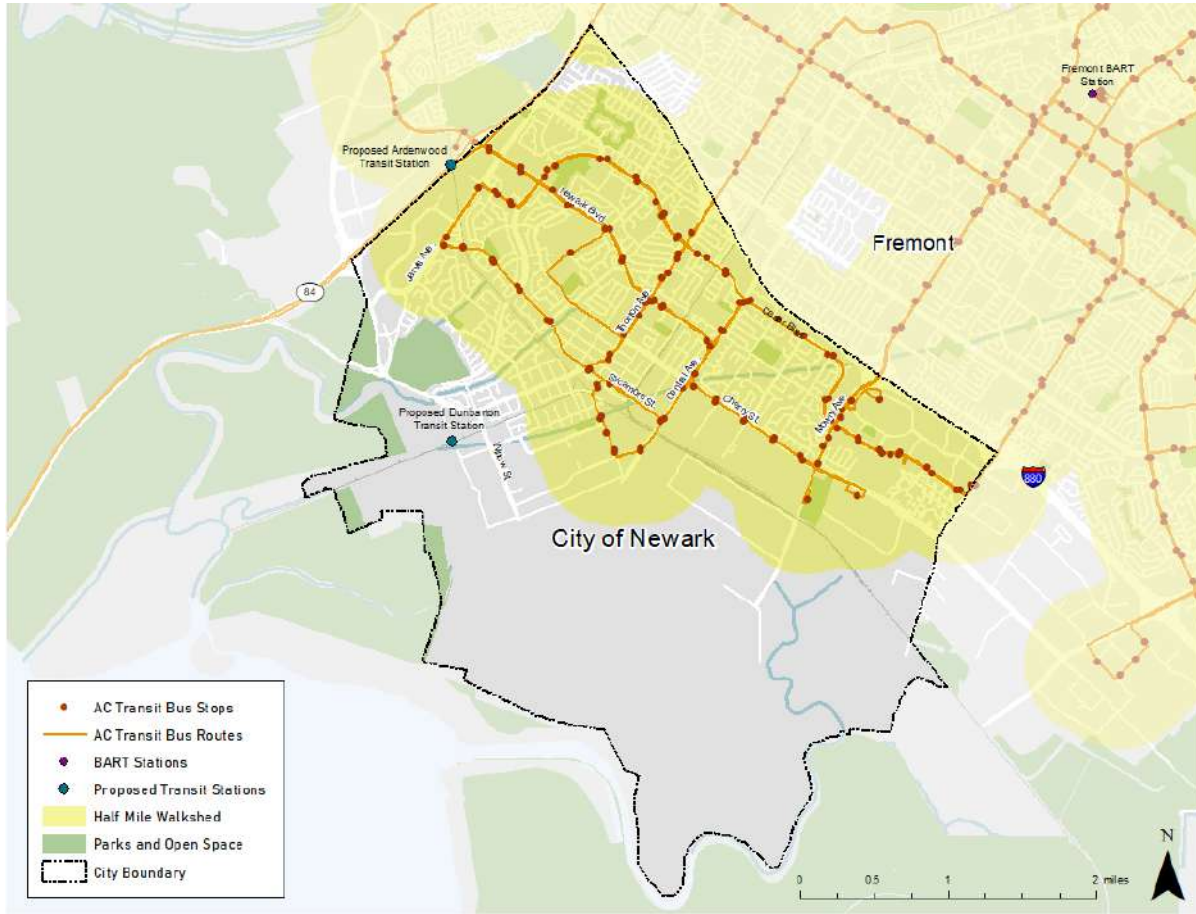 Fremont BART
Station
Proposed Ardenwood
Transit Station
Newark Blvd
Fremont
Jarvis Ave
84
Thornton Ave
Cedar Blvd
Central Ave
Sycamore St
Cherry St
Mowry Ave
Proposed Dumbarton
Transit Station
Willow St
880
City of Newark
AC Transit Bus Stops
AC Transit Bus Routes
BART Stations
Proposed Transit Stations
Half Mile Walkshed
Parks and Open Space
City Boundary
N
0 0.5 1 2 miles